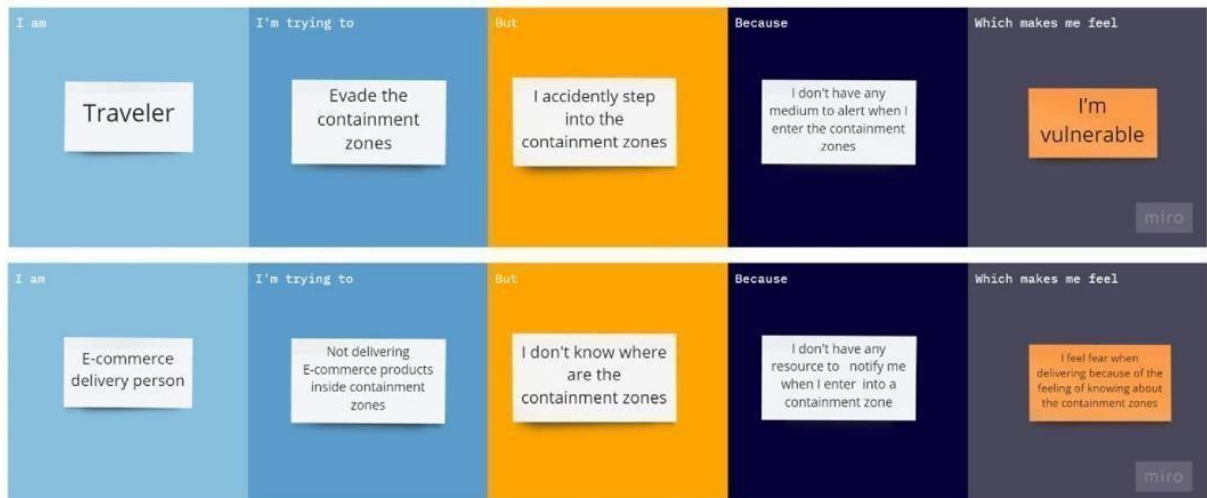 I am
I'm trying to
But
Because
Which makes me feel
Traveler
Evade the
containment
zones
I accidently step
into the
containment zones
I don't have any
medium to alert when I
enter the containment
zones
I'm
vulnerable
miro
I am
I'm trying to
But
Because
Which makes me feel
E-commerce
delivery person
Not delivering
E-commerce products
inside containment
zones
I don't know where
are the
containment zones
I don't have any
resource to notify me
when I enter into a
containment zone
I feel fear when
delivering because of the
feeling of knowing about
the containment zones
miro